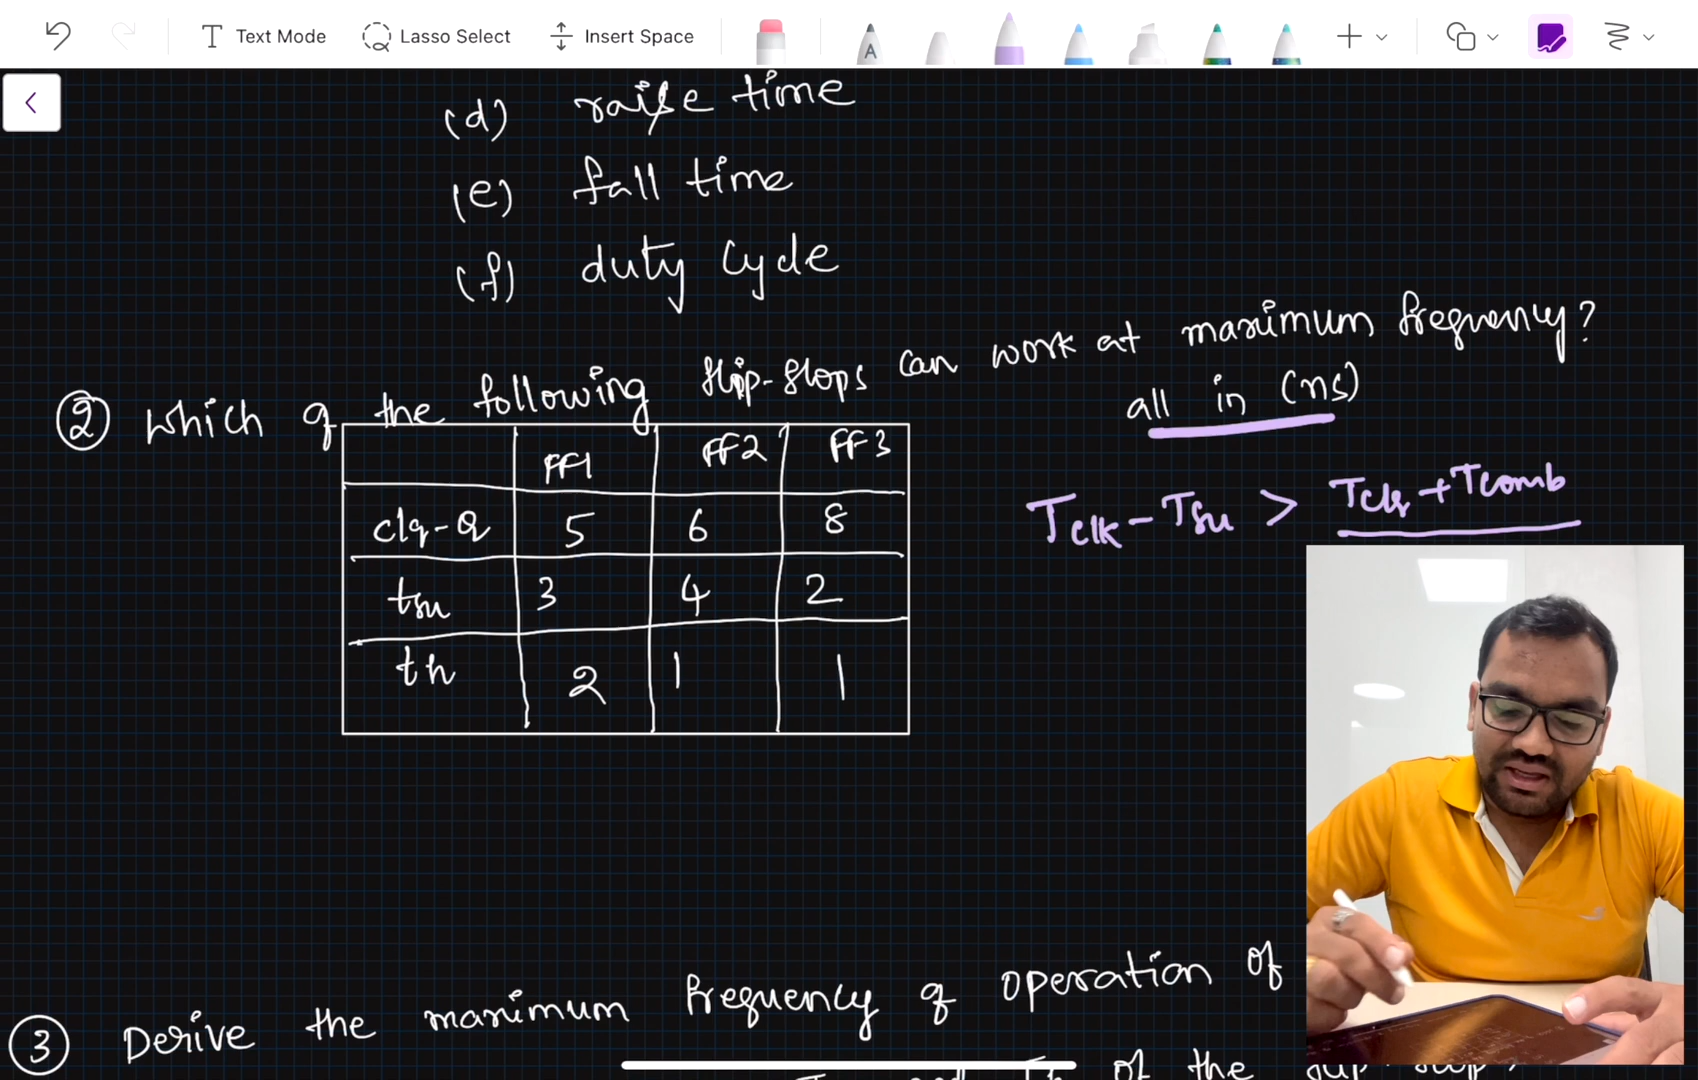 Text Mode Lasso Select Insert Space
A
(d) raise time
(e) fall time
(f) duty cycle
② Which of the following flip-flops can work at maximum frequency?
all in (ns)
FF1 FF2 FF3
clq-Q 5 6 8
tsu 3 4 2
th 2 1 1
Tclk - Tsu > Tclq + Tcomb
③ Derive the maximum frequency of operation of
of the